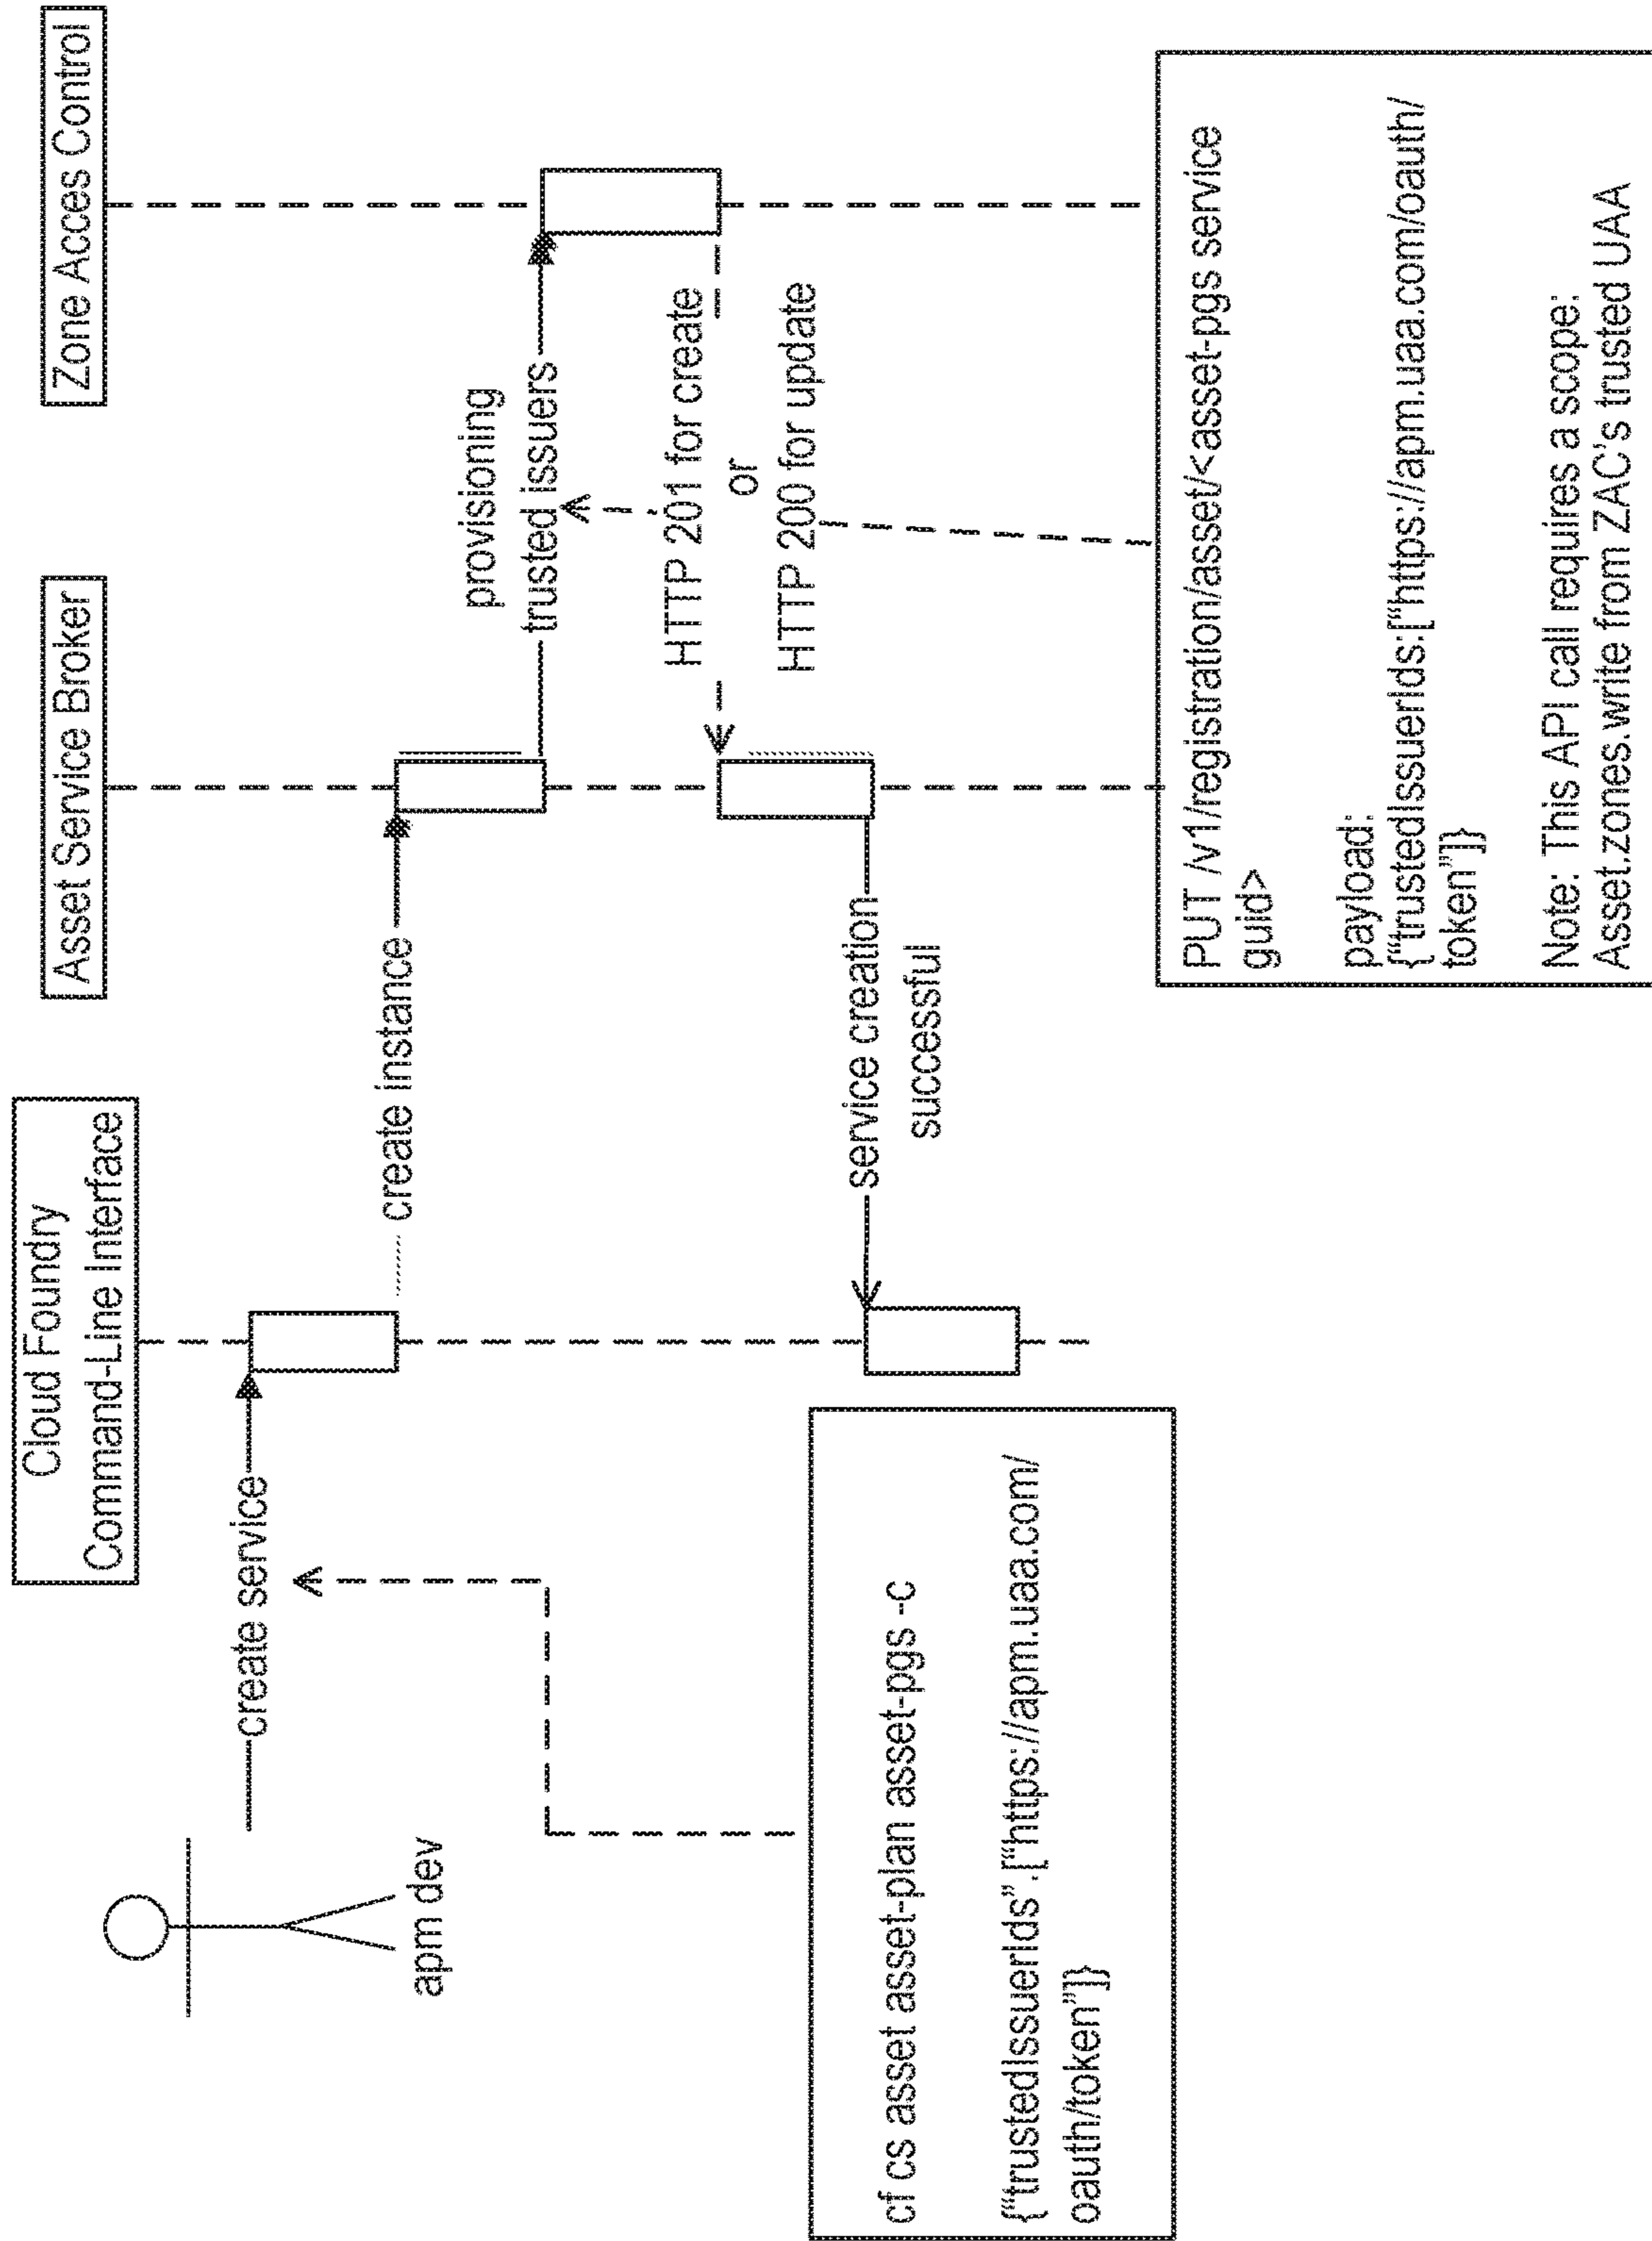 Cloud Foundry
Command-Line Interface
Asset Service Broker
Zone Acces Control
apm dev
create service
create instance
provisioning
trusted issuers
HTTP 201 for create
or
HTTP 200 for update
service creation
successful
cf cs asset asset-plan asset-pgs -c
{“trustedIssuerIds”.[“https://apm.uaa.com/
oauth/token”]}
PUT /v1/registration/asset/<asset-pgs service
guid>
payload:
{“trustedIssuerIds:[“https://apm.uaa.com/oauth/
token”]}
Note: This API call requires a scope:
Asset.zones.write from ZAC’s trusted UAA